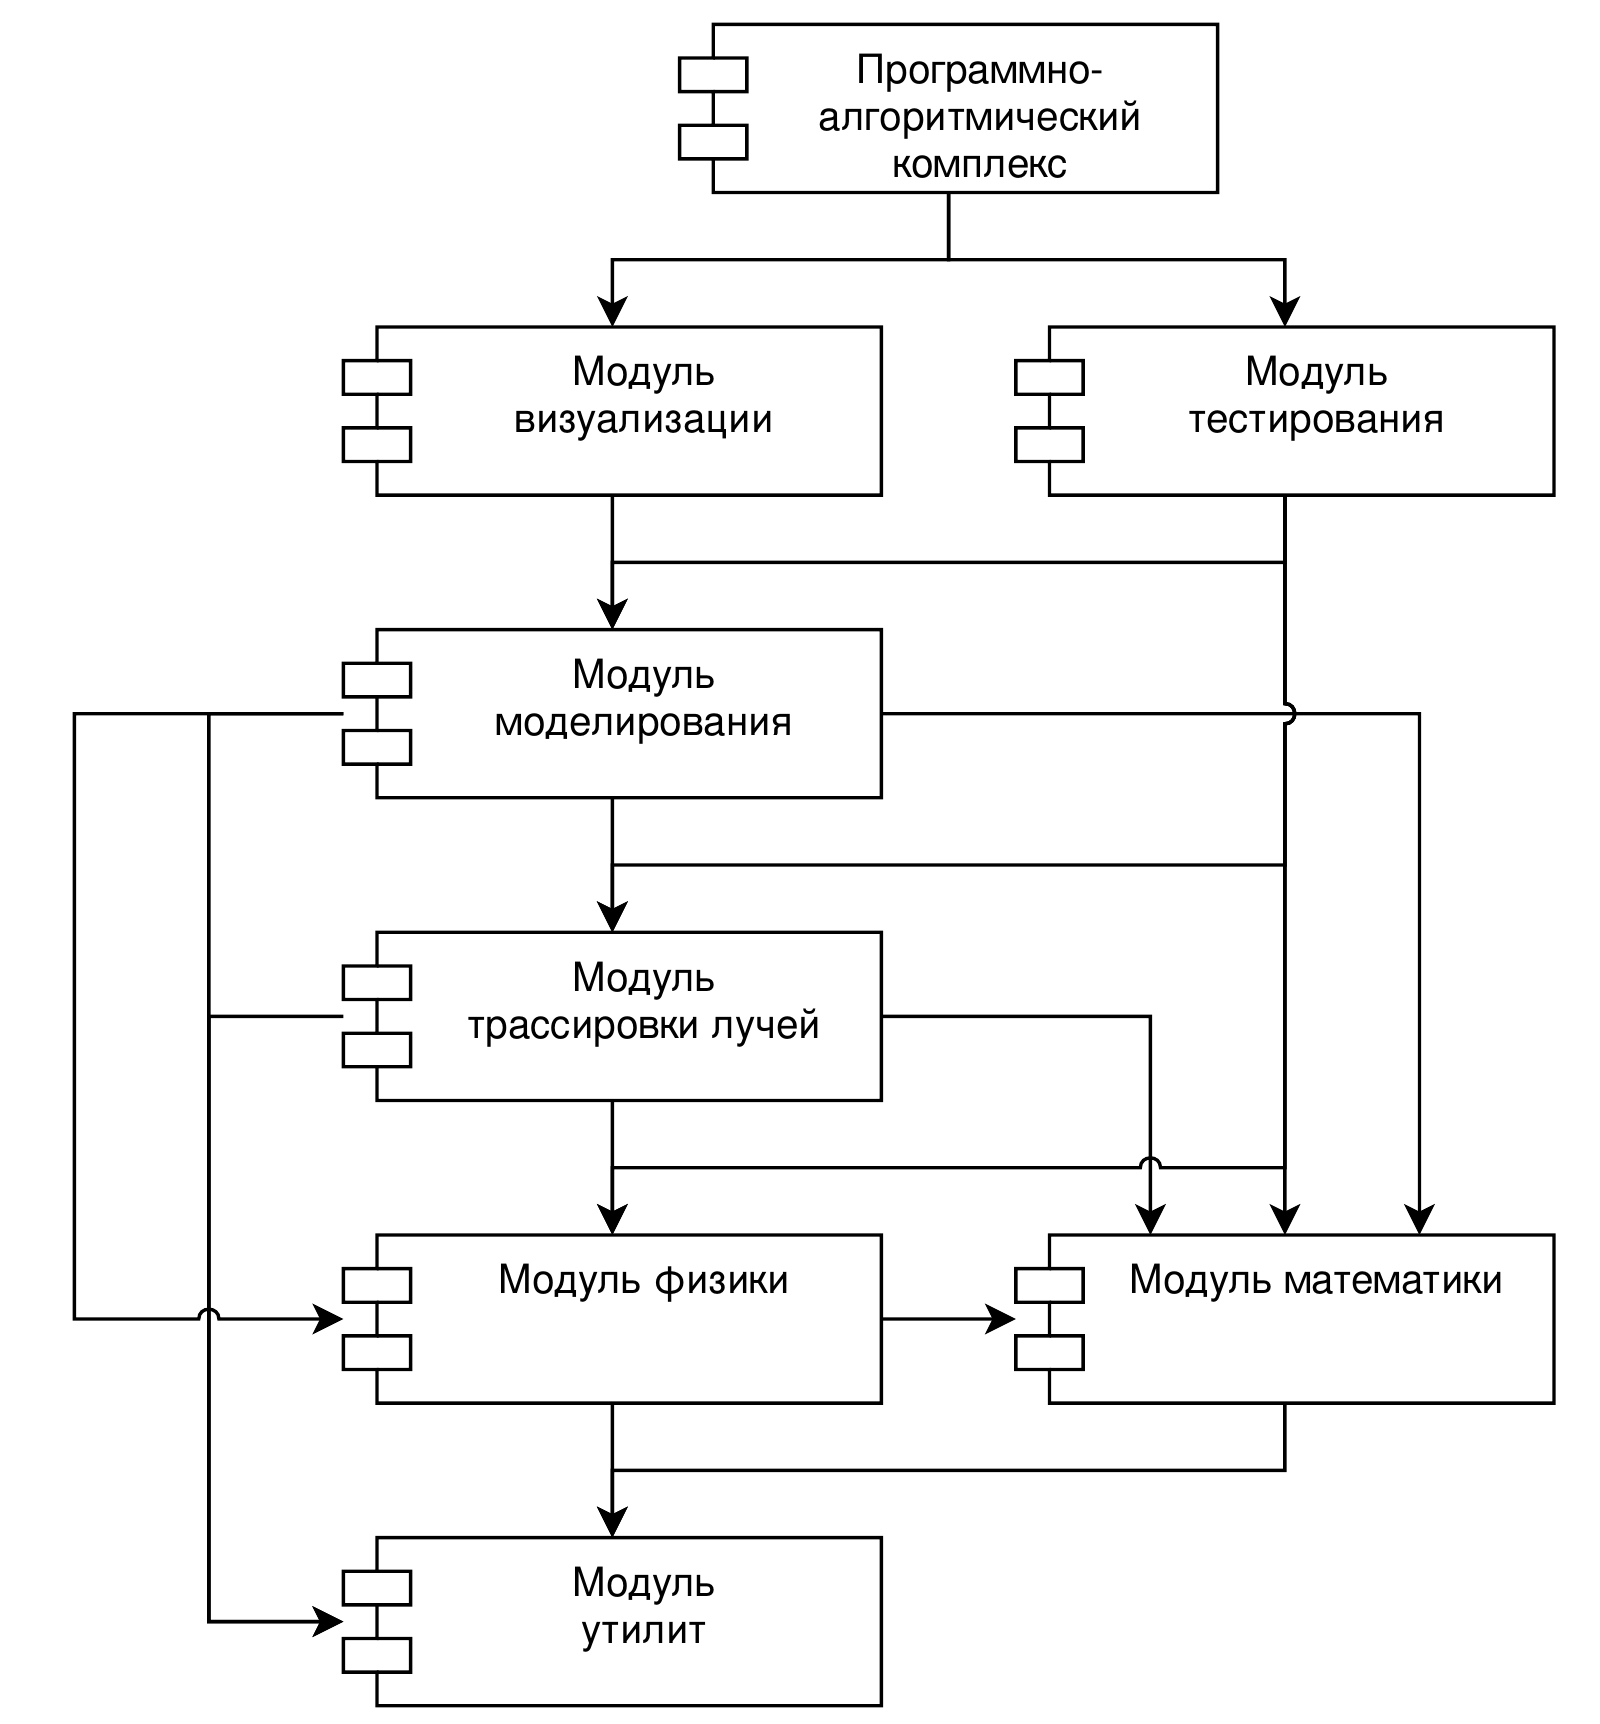 Программно-
алгоритмический
комплекс
Модуль
визуализации
Модуль
тестирования
Модуль
моделирования
Модуль
трассировки лучей
Модуль физики
Модуль математики
Модуль
утилит